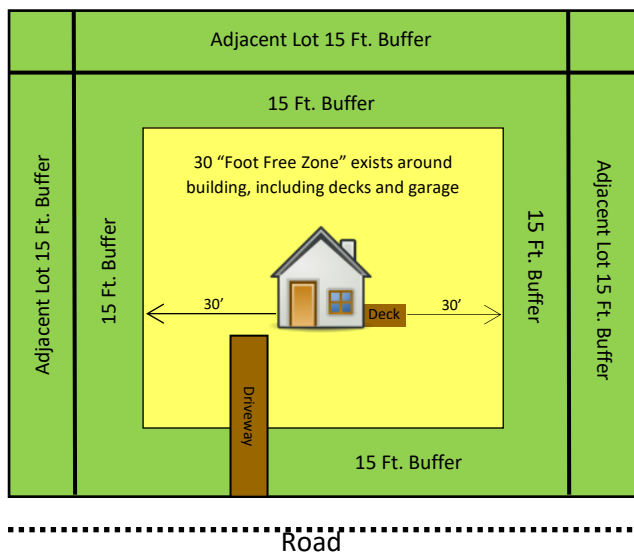 Adjacent Lot 15 Ft. Buffer
15 Ft. Buffer
30 “Foot Free Zone” exists around
building, including decks and garage
Adjacent Lot 15 Ft. Buffer
15 Ft. Buffer
30’
Deck
30’
15 Ft. Buffer
Adjacent Lot 15 Ft. Buffer
Driveway
15 Ft. Buffer
Road